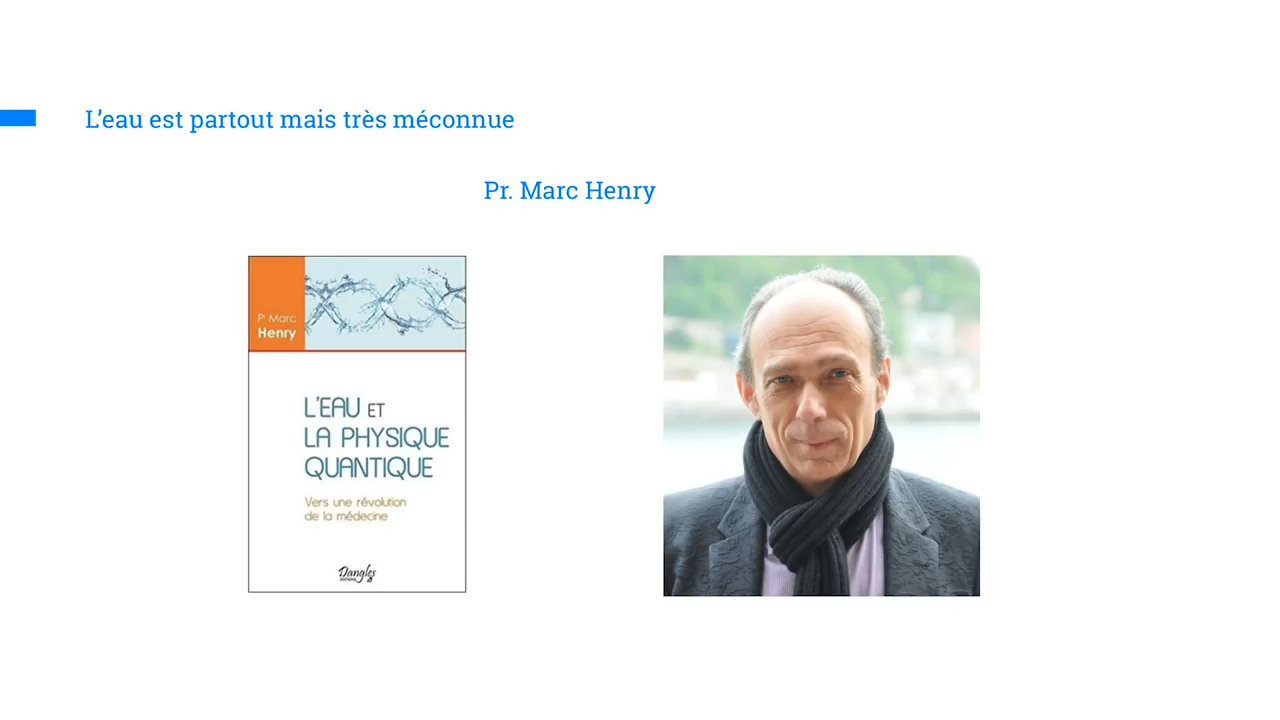 L’eau est partout mais très méconnue
Pr. Marc Henry
Pr Marc
Henry
L'EAU ET
LA PHYSIQUE
QUANTIQUE
Vers une révolution
de la médecine
Dangles
ÉDITIONS